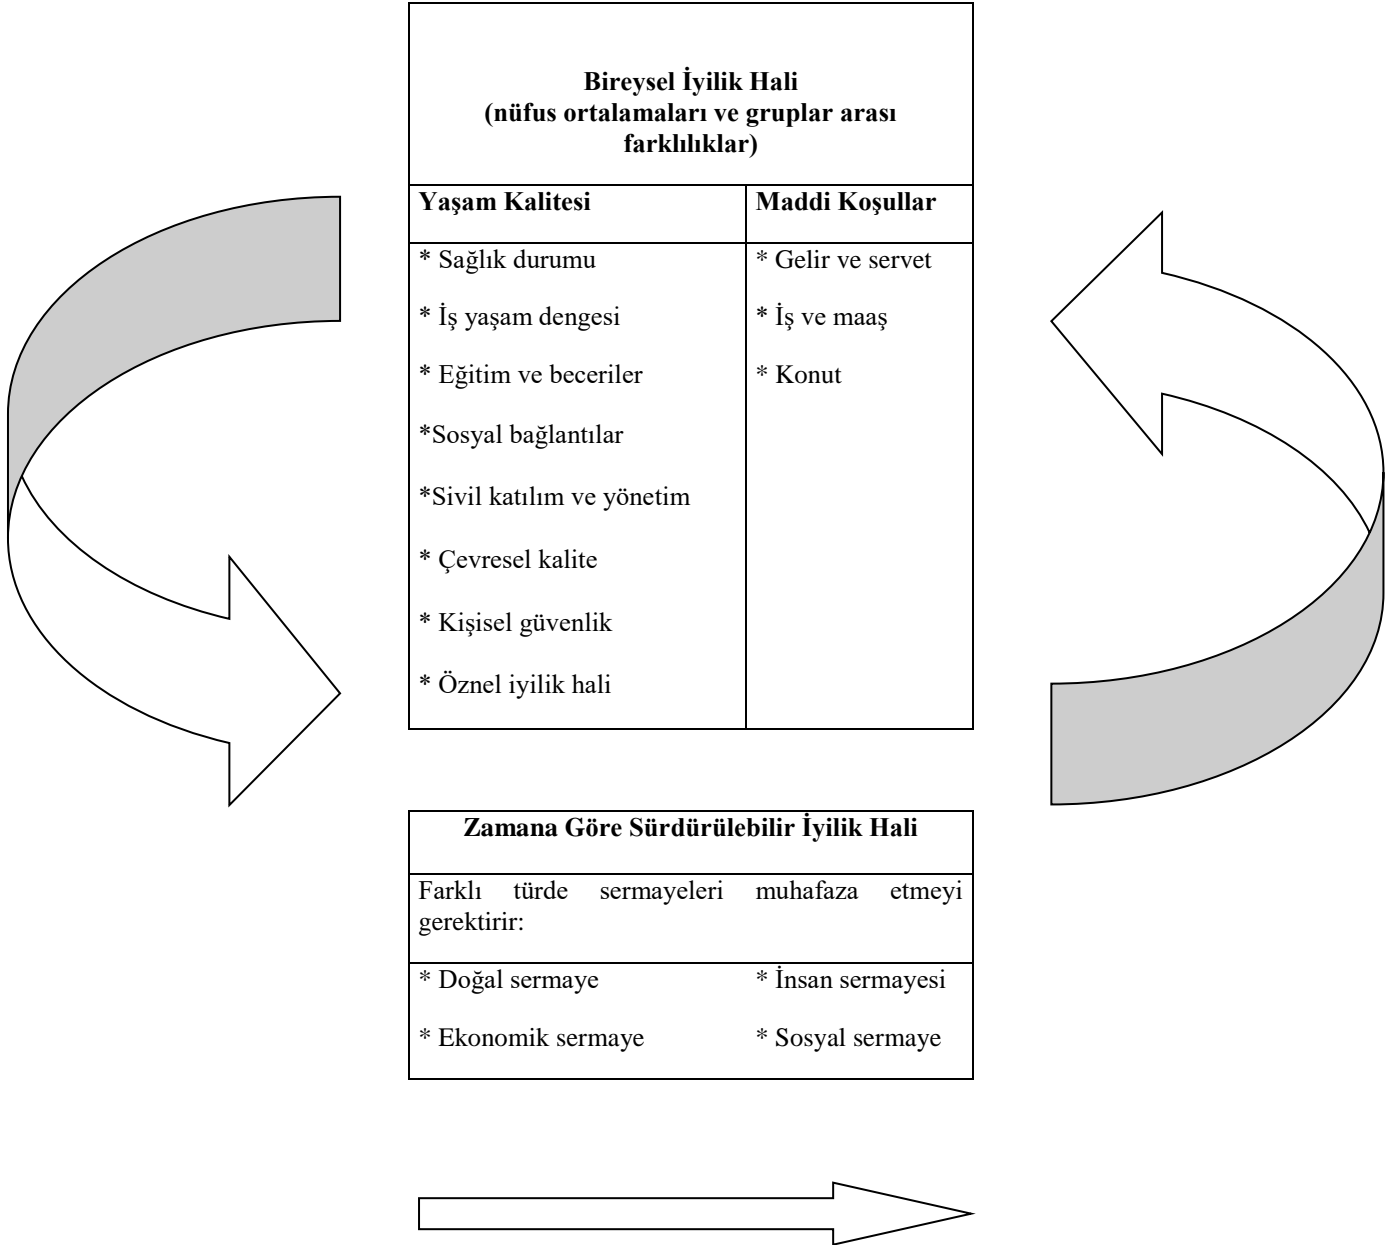 Bireysel İyilik Hali
(nüfus ortalamaları ve gruplar arası
farklılıklar)
Yaşam Kalitesi
Maddi Koşullar
* Sağlık durumu
* İş yaşam dengesi
* Eğitim ve beceriler
*Sosyal bağlantılar
*Sivil katılım ve yönetim
* Çevresel kalite
* Kişisel güvenlik
* Öznel iyilik hali
* Gelir ve servet
* İş ve maaş
* Konut
Zamana Göre Sürdürülebilir İyilik Hali
Farklı türde sermayeleri muhafaza etmeyi
gerektirir:
* Doğal sermaye
* Ekonomik sermaye
* İnsan sermayesi
* Sosyal sermaye